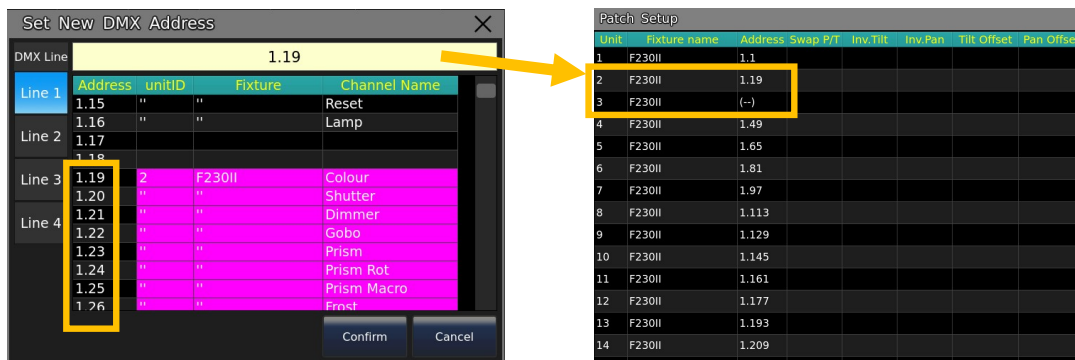 Set New DMX Address
DMX Line 1.19
Line 1
Line 2
Line 3
Line 4
Address unitID Fixture Channel Name
1.15 " " Reset
1.16 " " Lamp
1.17
1.18
1.19 2 F230II Colour
1.20 " " Shutter
1.21 " " Dimmer
1.22 " " Gobo
1.23 " " Prism
1.24 " " Prism Rot
1.25 " " Prism Macro
1.26 " " Frost
Confirm Cancel
Patch Setup
Unit Fixture name Address Swap P/T Inv.Tilt Inv.Pan Tilt Offset Pan Offse
1 F230II 1.1
2 F230II 1.19
3 F230II (--)
4 F230II 1.49
5 F230II 1.65
6 F230II 1.81
7 F230II 1.97
8 F230II 1.113
9 F230II 1.129
10 F230II 1.145
11 F230II 1.161
12 F230II 1.177
13 F230II 1.193
14 F230II 1.209